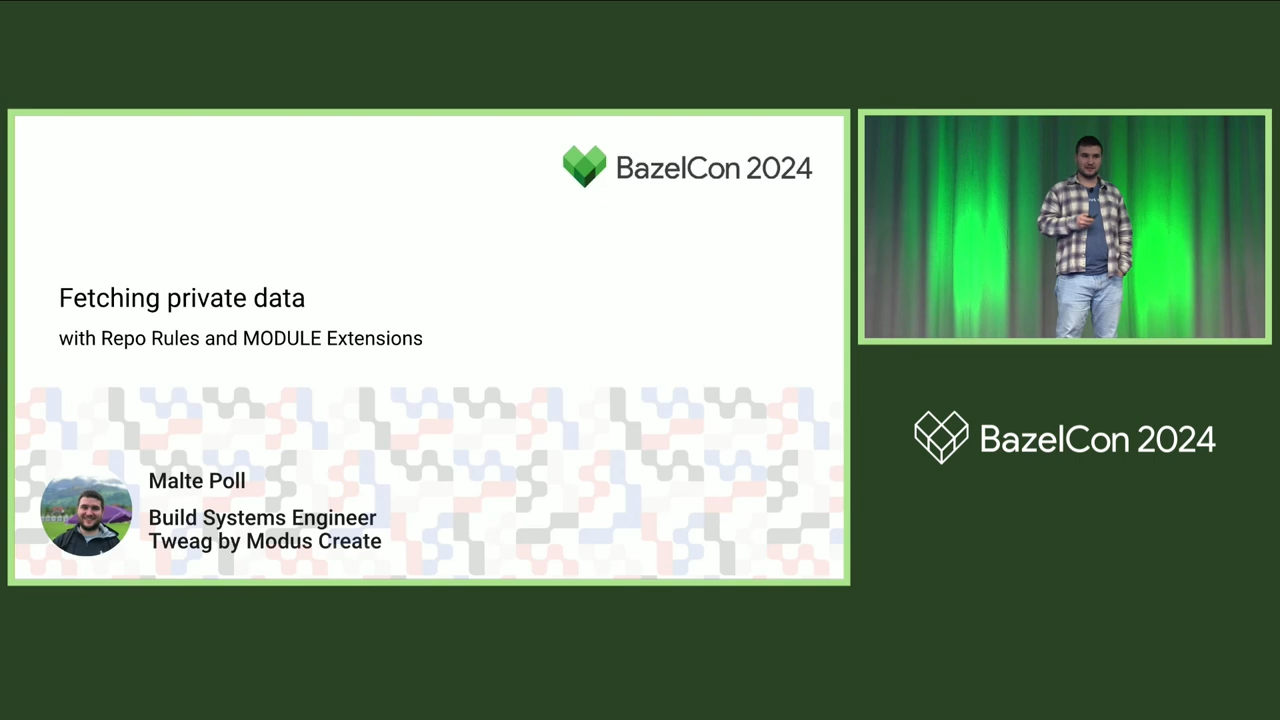 BazelCon 2024
Fetching private data
with Repo Rules and MODULE Extensions
Malte Poll
Build Systems Engineer
Tweag by Modus Create
BazelCon 2024